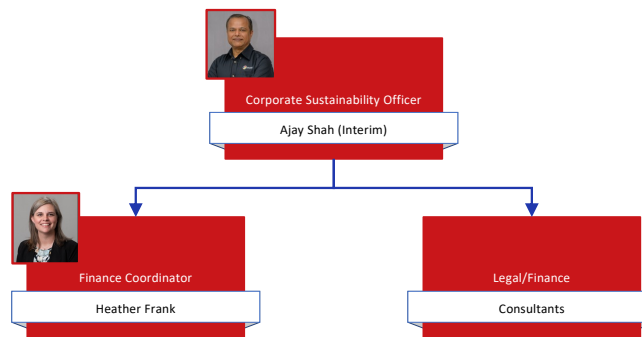 Corporate Sustainability Officer
Ajay Shah (Interim)
Finance Coordinator
Heather Frank
Legal/Finance
Consultants